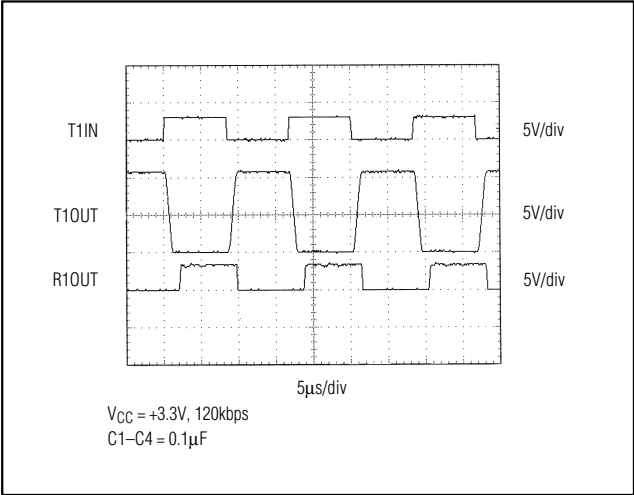 T1IN 5V/div
T1OUT 5V/div
R1OUT 5V/div
5μs/div
VCC = +3.3V, 120kbps
C1–C4 = 0.1μF